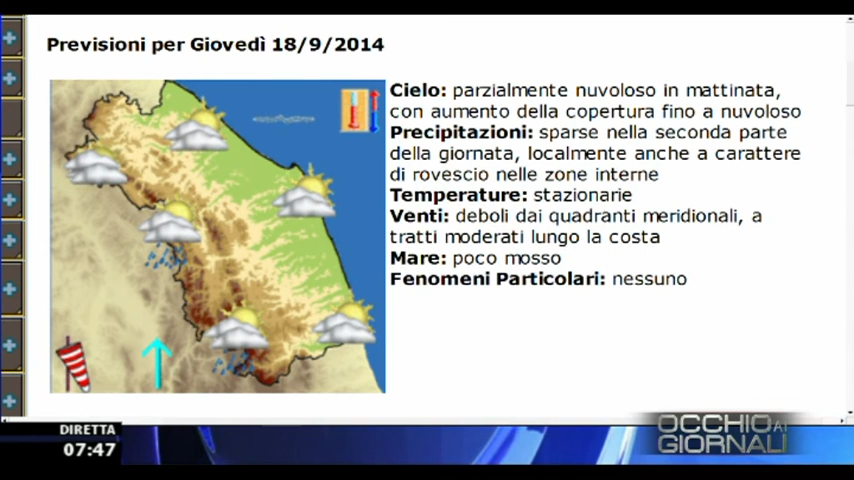 Previsioni per Giovedì 18/9/2014
Cielo: parzialmente nuvoloso in mattinata,
con aumento della copertura fino a nuvoloso
Precipitazioni: sparse nella seconda parte
della giornata, localmente anche a carattere
di rovescio nelle zone interne
Temperature: stazionarie
Venti: deboli dai quadranti meridionali, a
tratti moderati lungo la costa
Mare: poco mosso
Fenomeni Particolari: nessuno
DIRETTA
07:47
OCCHIO AI
GIORNALI